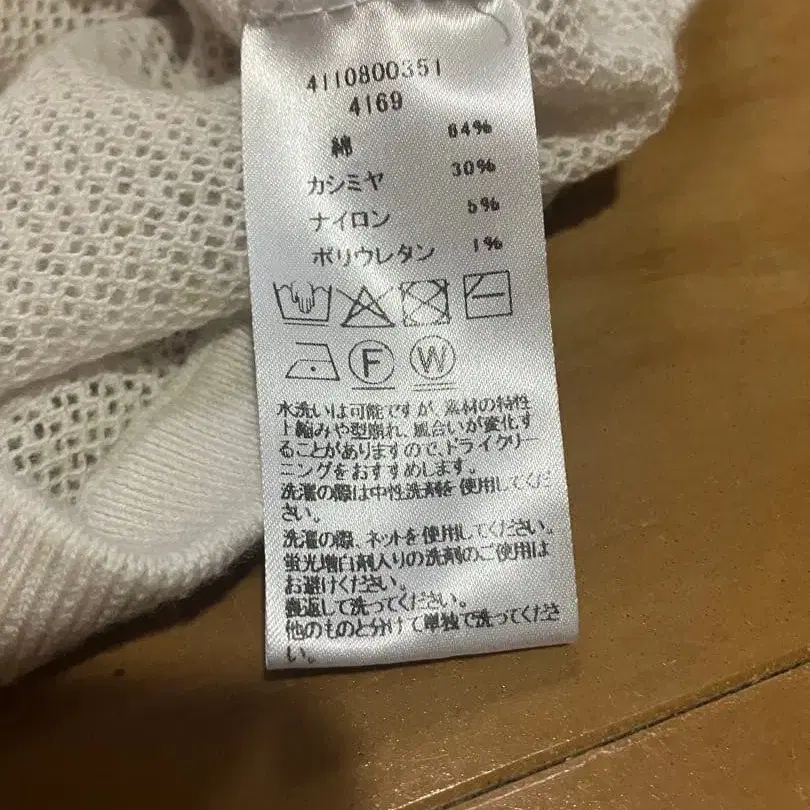 4110800351
4169
綿 64%
カシミヤ 30%
ナイロン 5%
ポリウレタン 1%
F W
水洗いは可能ですが、素材の特性
上縮みや型崩れ、風合いが変化す
ることがありますので、ドライクリー
ニングをおすすめします。
洗濯の際は中性洗剤を使用してくだ
さい。
洗濯の際、ネットを使用してください。
蛍光増白剤入りの洗剤のご使用は
お避けください。
裏返して洗ってください。
他のものと分けて単独で洗ってくださ
い。